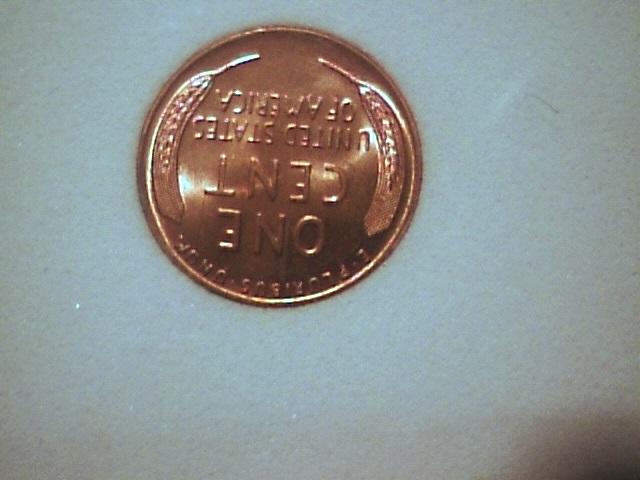 E·PLURIBUS·UNUM
ONE
CENT
UNITED STATES
OF AMERICA